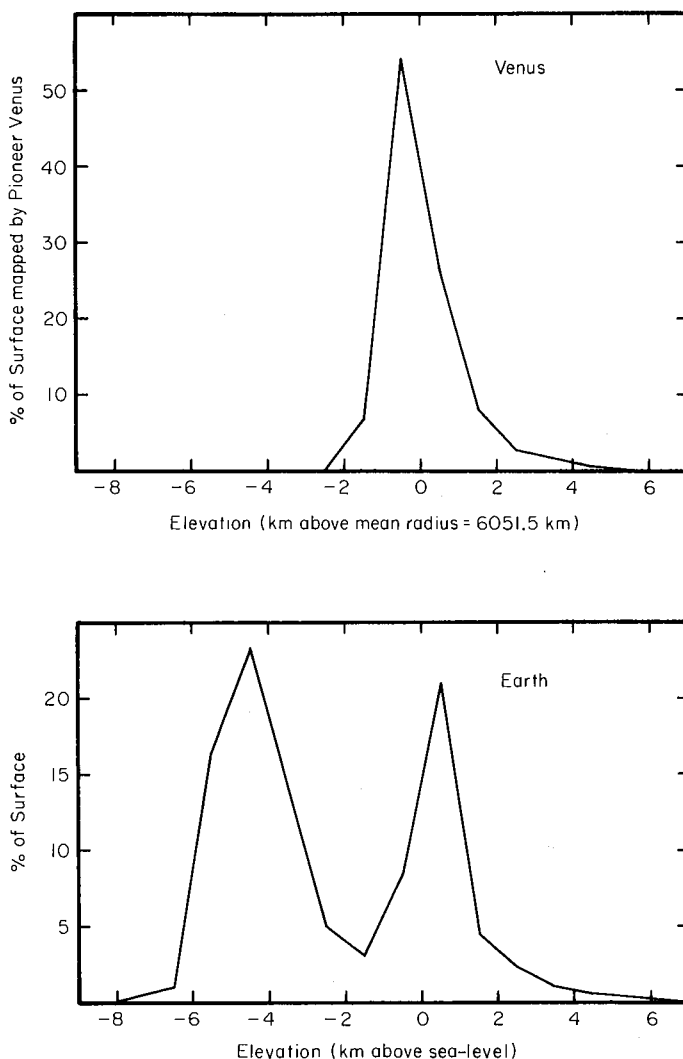 Venus
% of Surface mapped by Pioneer Venus
50
40
30
20
10
-8 -6 -4 -2 0 2 4 6
Elevation (km above mean radius = 6051.5 km)
Earth
% of Surface
20
15
10
5
-8 -6 -4 -2 0 2 4 6
Elevation (km above sea-level)